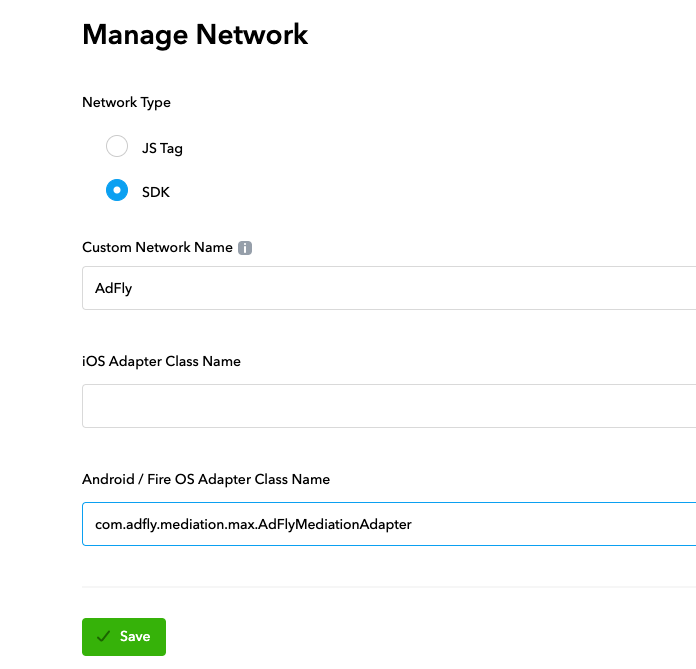 Manage Network
Network Type
JS Tag
SDK
Custom Network Name i
AdFly
iOS Adapter Class Name
Android / Fire OS Adapter Class Name
com.adfly.mediation.max.AdFlyMediationAdapter
Save